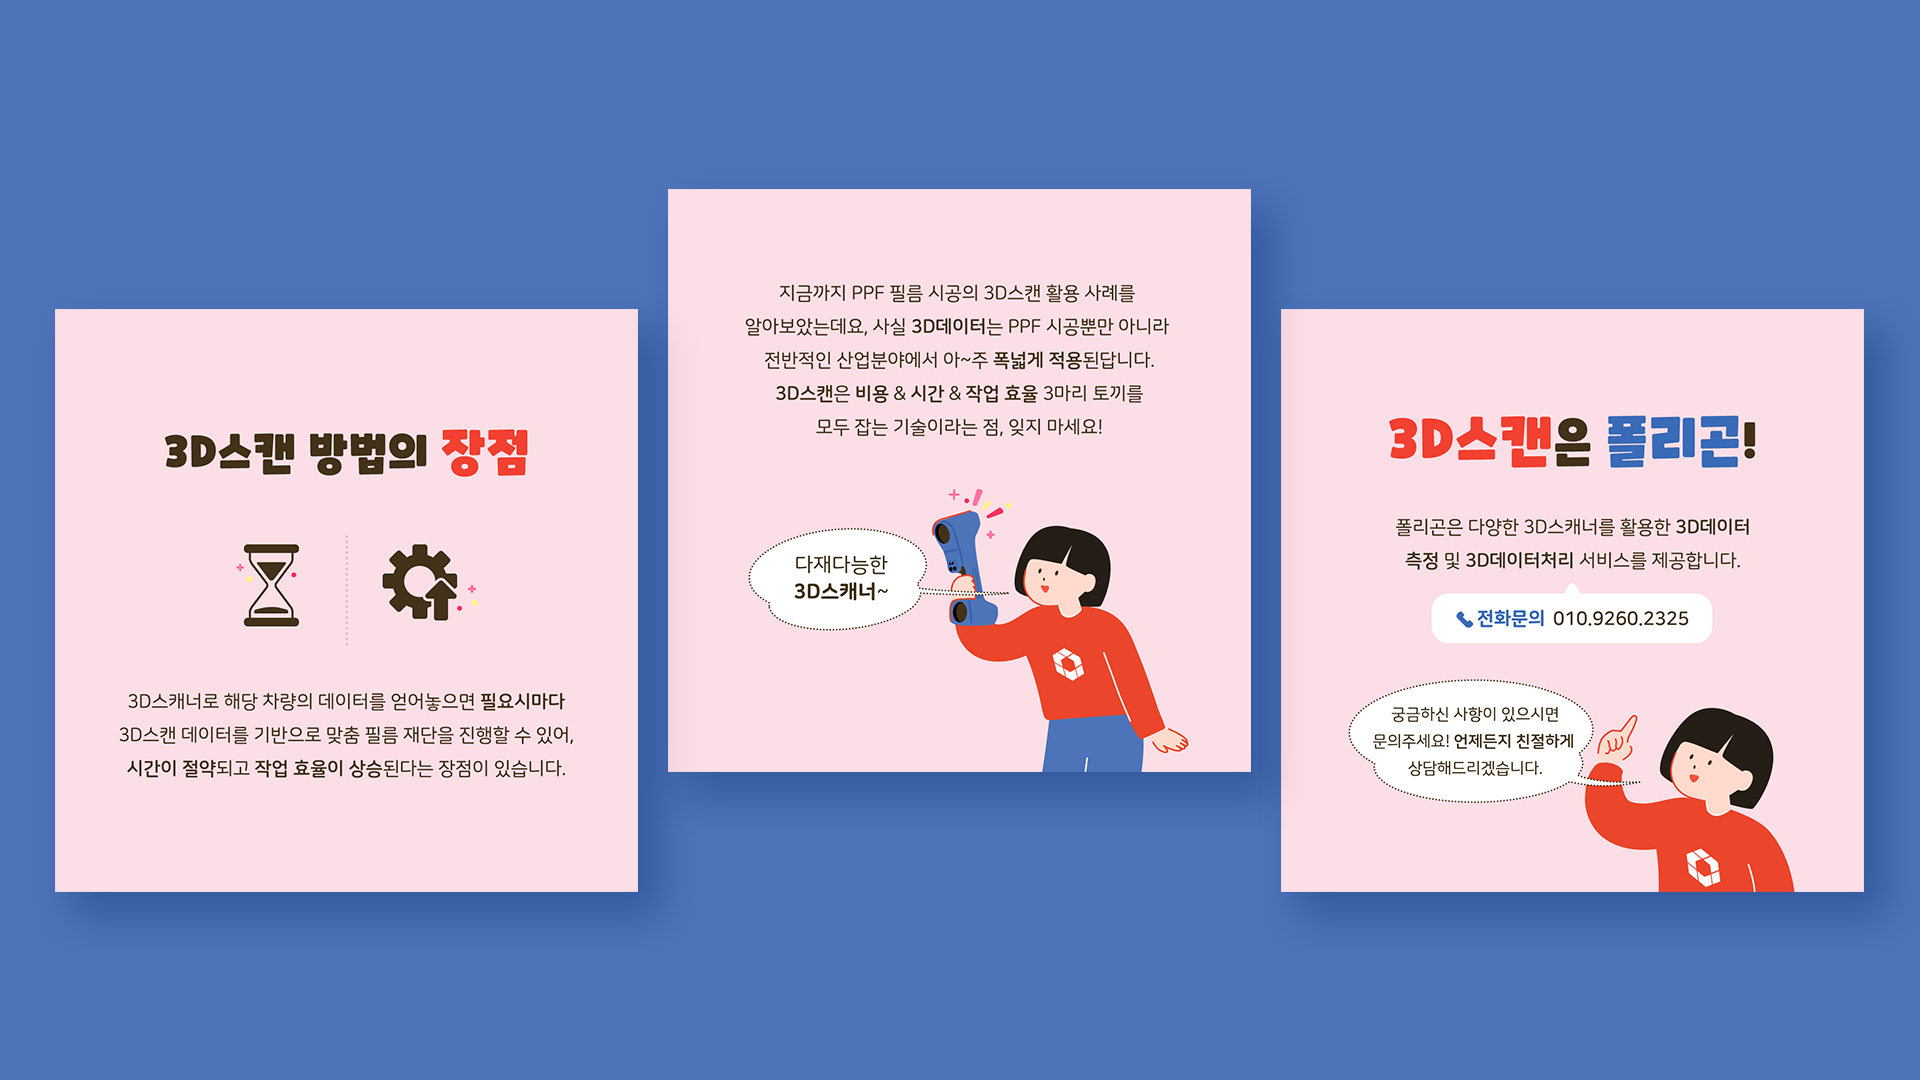 3D스캔 방법의 장점
3D스캐너로 해당 차량의 데이터를 얻어놓으면 필요시마다
3D스캔 데이터를 기반으로 맞춤 필름 재단을 진행할 수 있어,
시간이 절약되고 작업 효율이 상승된다는 장점이 있습니다.
지금까지 PPF 필름 시공의 3D스캔 활용 사례를
알아보았는데요, 사실 3D데이터는 PPF 시공뿐만 아니라
전반적인 산업분야에서 아~주 폭넓게 적용된답니다.
3D스캔은 비용 & 시간 & 작업 효율 3마리 토끼를
모두 잡는 기술이라는 점, 잊지 마세요!
다재다능한
3D스캐너~
3D스캔은 폴리곤!
폴리곤은 다양한 3D스캐너를 활용한 3D데이터
측정 및 3D데이터처리 서비스를 제공합니다.
전화문의 010.9260.2325
궁금하신 사항이 있으시면
문의주세요! 언제든지 친절하게
상담해드리겠습니다.